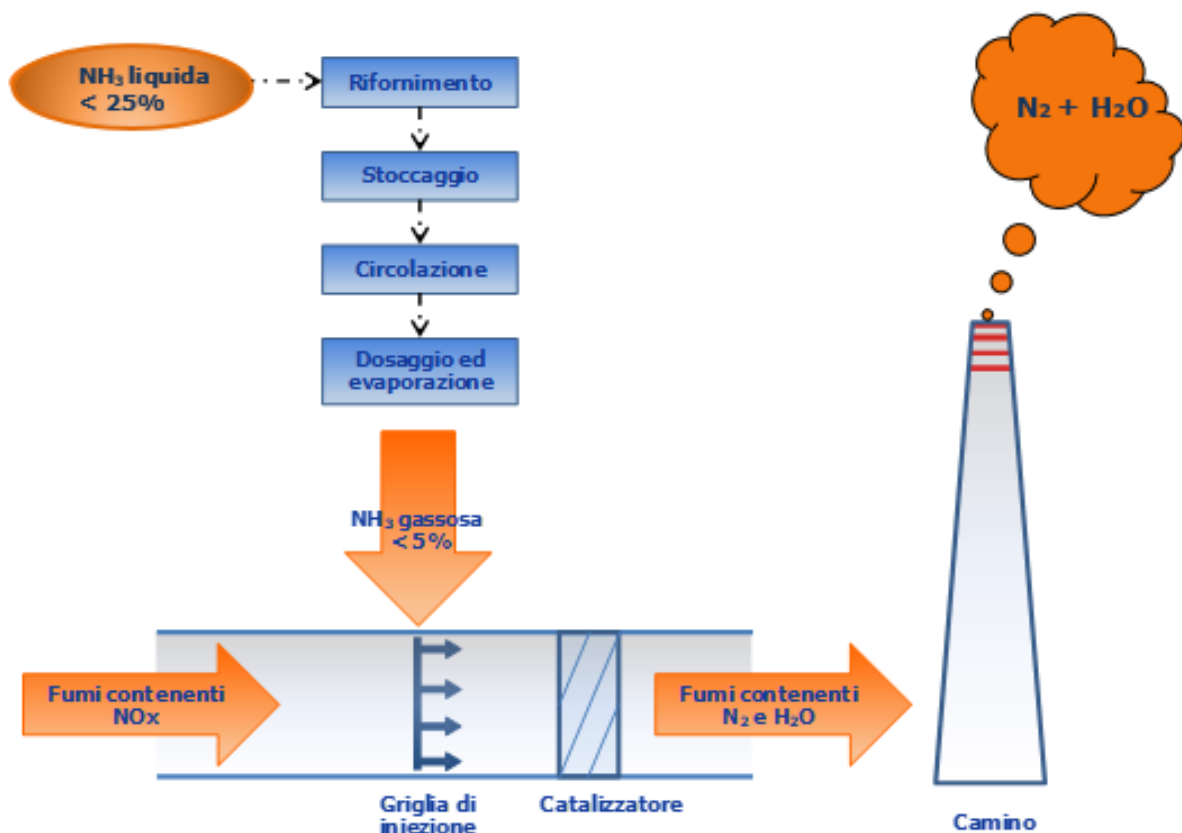 NH₃ liquida
< 25%
Rifornimento
Stoccaggio
Circolazione
Dosaggio ed
evaporazione
NH₃ gassosa
< 5%
Fumi contenenti
NOx
Griglia di
iniezione
Catalizzatore
Fumi contenenti
N₂ e H₂O
Camino
N₂ + H₂O